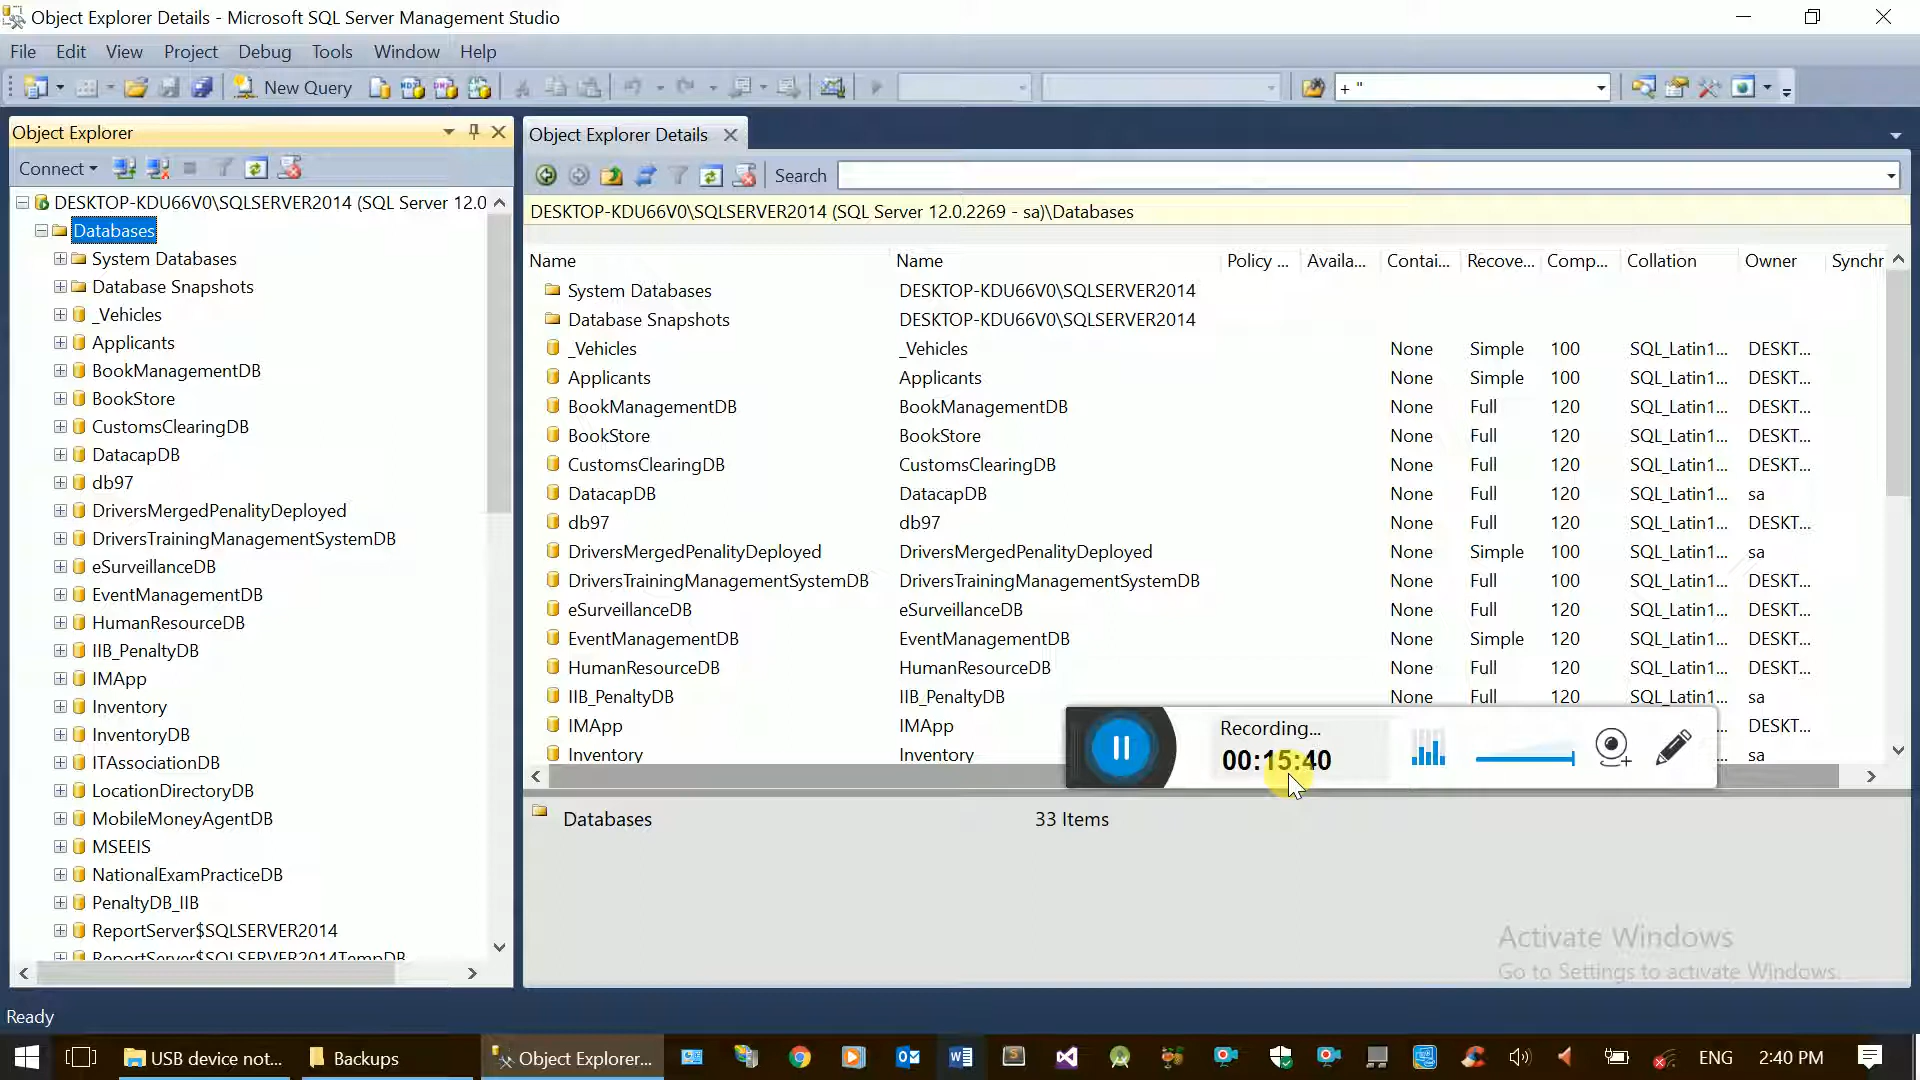 Object Explorer Details - Microsoft SQL Server Management Studio
File Edit View Project Debug Tools Window Help
New Query
+ "
Object Explorer
Connect
DESKTOP-KDU66V0\SQLSERVER2014 (SQL Server 12.0
Databases
System Databases
Database Snapshots
_Vehicles
Applicants
BookManagementDB
BookStore
CustomsClearingDB
DatacapDB
db97
DriversMergedPenalityDeployed
DriversTrainingManagementSystemDB
eSurveillanceDB
EventManagementDB
HumanResourceDB
IIB_PenaltyDB
IMApp
Inventory
InventoryDB
ITAssociationDB
LocationDirectoryDB
MobileMoneyAgentDB
MSEEIS
NationalExamPracticeDB
PenaltyDB_IIB
ReportServer$SQLSERVER2014
ReportServer$SQLSERVER2014TempDB
Object Explorer Details
Search
DESKTOP-KDU66V0\SQLSERVER2014 (SQL Server 12.0.2269 - sa)\Databases
Name Name Policy ... Availa... Contai... Recove... Comp... Collation Owner Synchr
System Databases DESKTOP-KDU66V0\SQLSERVER2014
Database Snapshots DESKTOP-KDU66V0\SQLSERVER2014
_Vehicles _Vehicles None Simple 100 SQL_Latin1... DESKT...
Applicants Applicants None Simple 100 SQL_Latin1... DESKT...
BookManagementDB BookManagementDB None Full 120 SQL_Latin1... DESKT...
BookStore BookStore None Full 120 SQL_Latin1... DESKT...
CustomsClearingDB CustomsClearingDB None Full 120 SQL_Latin1... DESKT...
DatacapDB DatacapDB None Full 120 SQL_Latin1... sa
db97 db97 None Full 120 SQL_Latin1... DESKT...
DriversMergedPenalityDeployed DriversMergedPenalityDeployed None Simple 100 SQL_Latin1... sa
DriversTrainingManagementSystemDB DriversTrainingManagementSystemDB None Full 100 SQL_Latin1... DESKT...
eSurveillanceDB eSurveillanceDB None Full 120 SQL_Latin1... DESKT...
EventManagementDB EventManagementDB None Simple 120 SQL_Latin1... DESKT...
HumanResourceDB HumanResourceDB None Full 120 SQL_Latin1... DESKT...
IIB_PenaltyDB IIB_PenaltyDB None Full 120 SQL_Latin1... sa
IMApp IMApp DESKT...
Inventory Inventory sa
Recording...
00:15:40
Databases 33 Items
Activate Windows
Go to Settings to activate Windows.
Ready
USB device not... Backups Object Explorer... ENG 2:40 PM